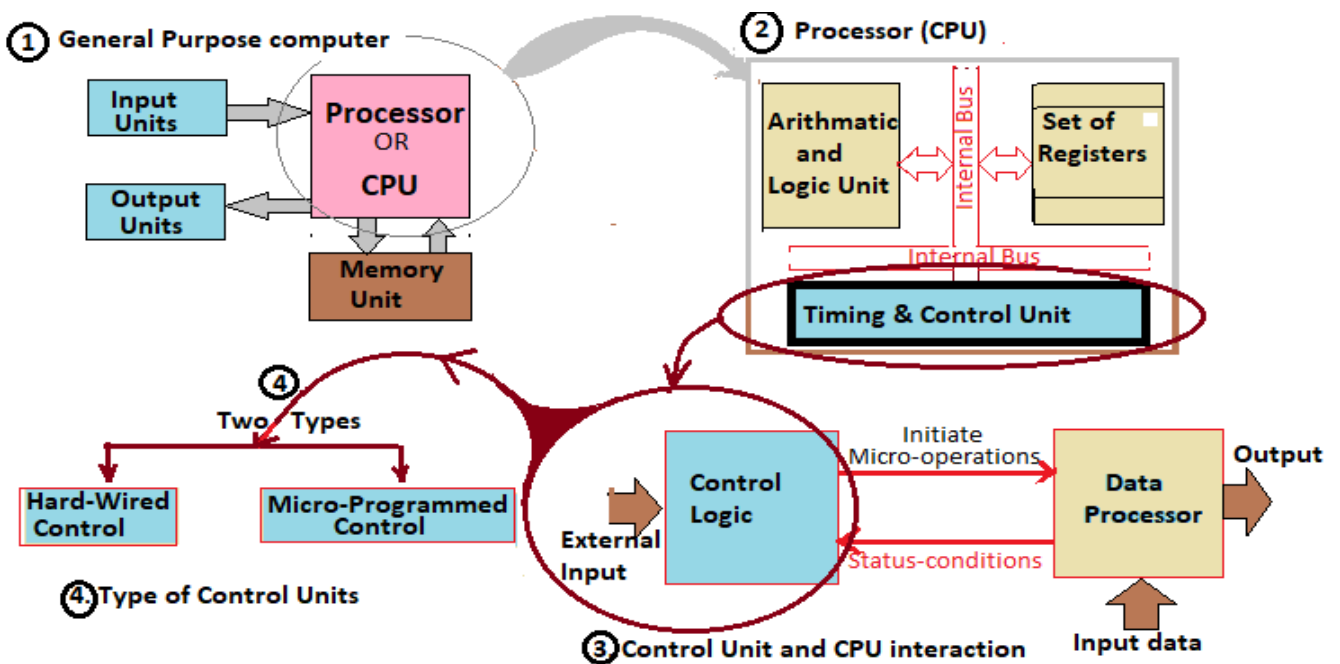 1 General Purpose computer
Input
Units
Output
Units
Processor
OR
CPU
Memory
Unit
2 Processor (CPU)
Arithmatic
and
Logic Unit
Internal Bus
Set of
Registers
Internal Bus
Timing & Control Unit
4
Two Types
Hard-Wired
Control
Micro-Programmed
Control
4. Type of Control Units
External
Input
Control
Logic
Initiate
Micro-operations
Status-conditions
Data
Processor
Output
Input data
3 Control Unit and CPU interaction